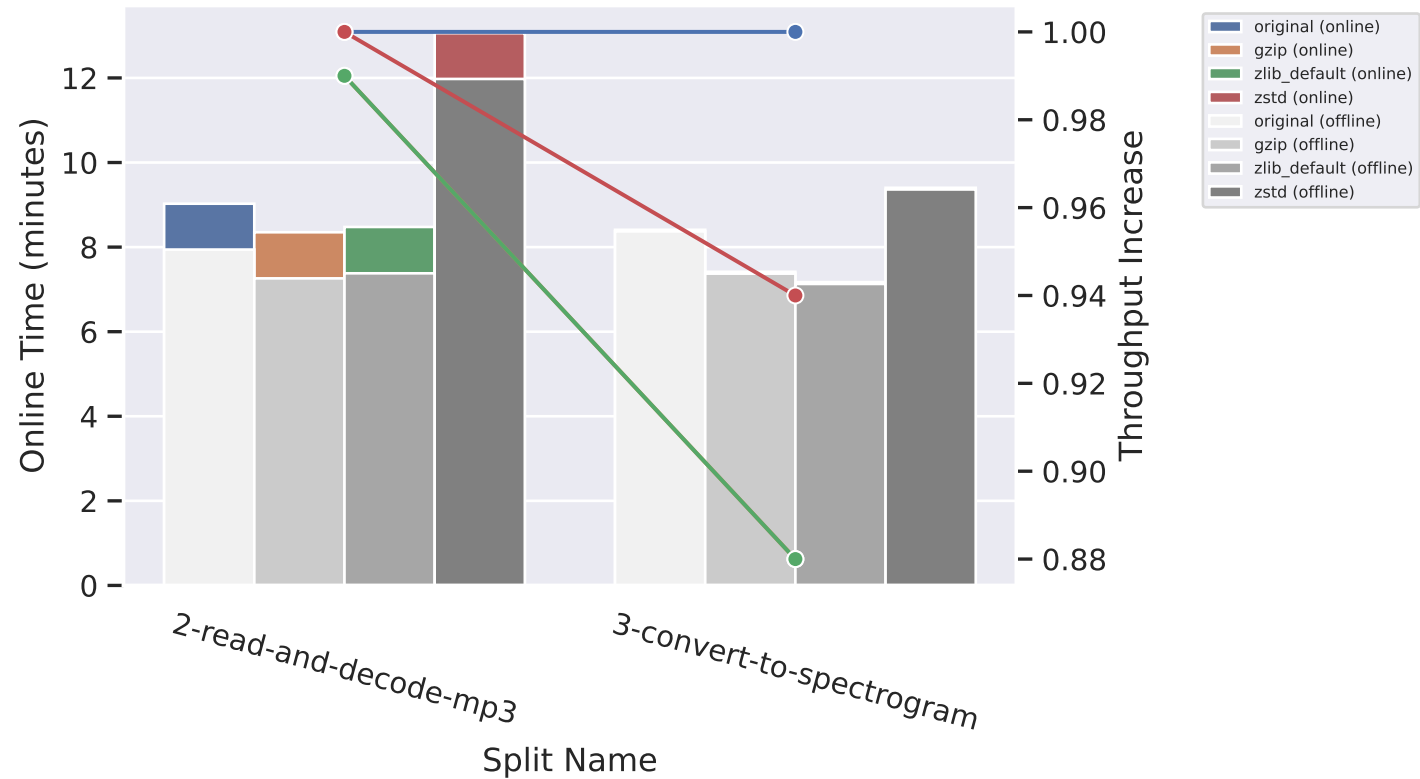 Online Time (minutes)
12
10
8
6
4
2
0
2-read-and-decode-mp3
3-convert-to-spectrogram
Split Name
1.00
0.98
0.96
0.94
0.92
0.90
0.88
Throughput Increase
original (online)
gzip (online)
zlib_default (online)
zstd (online)
original (offline)
gzip (offline)
zlib_default (offline)
zstd (offline)